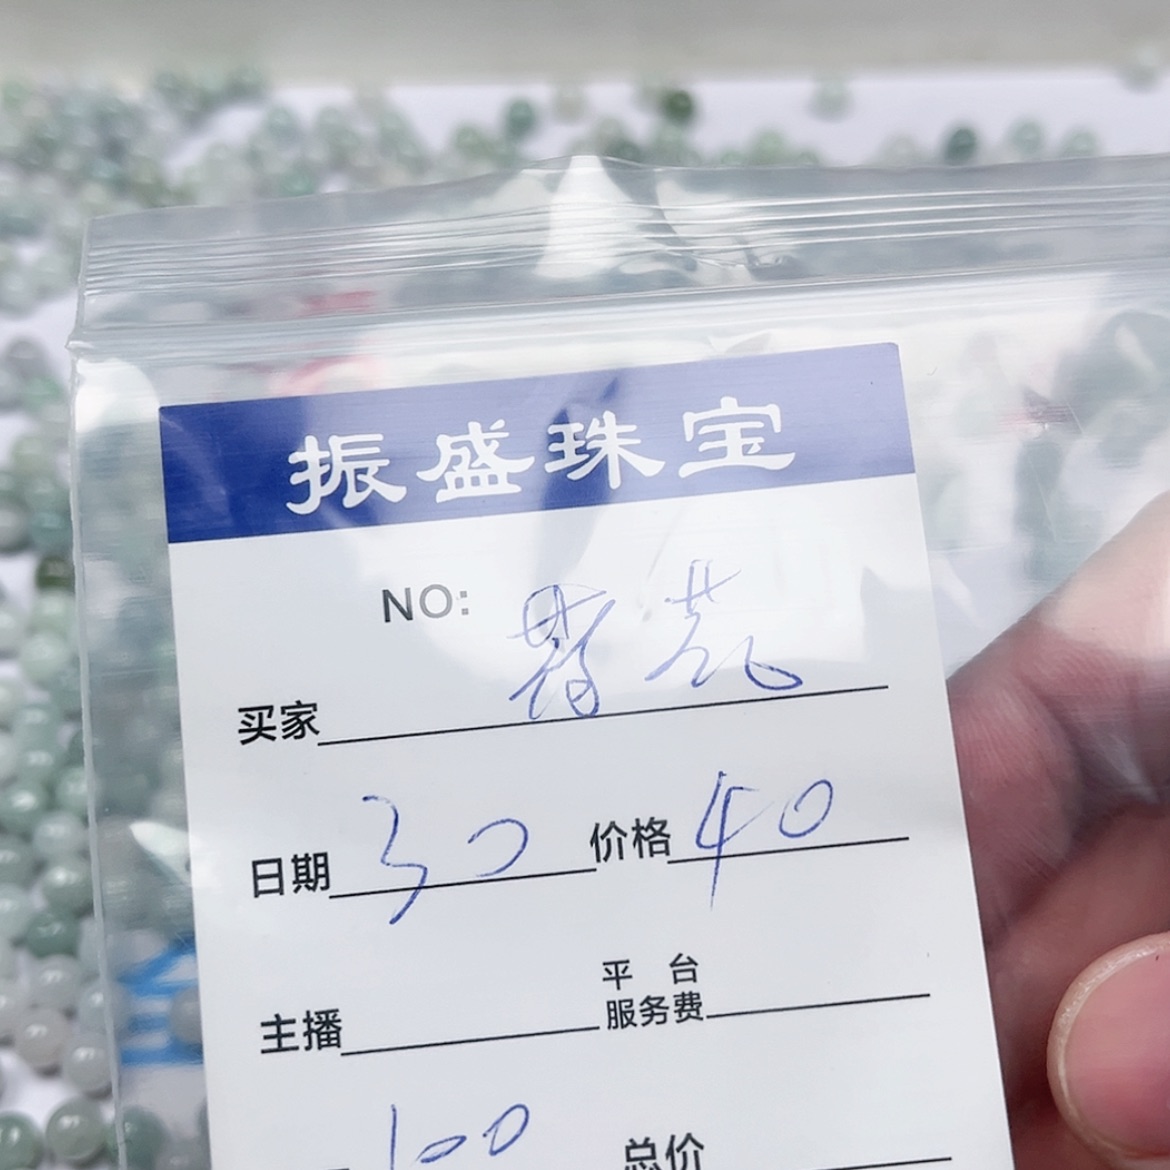 振盛珠宝
NO:
买家
日期 30 价格 40
主播 平台服务费
100 总价